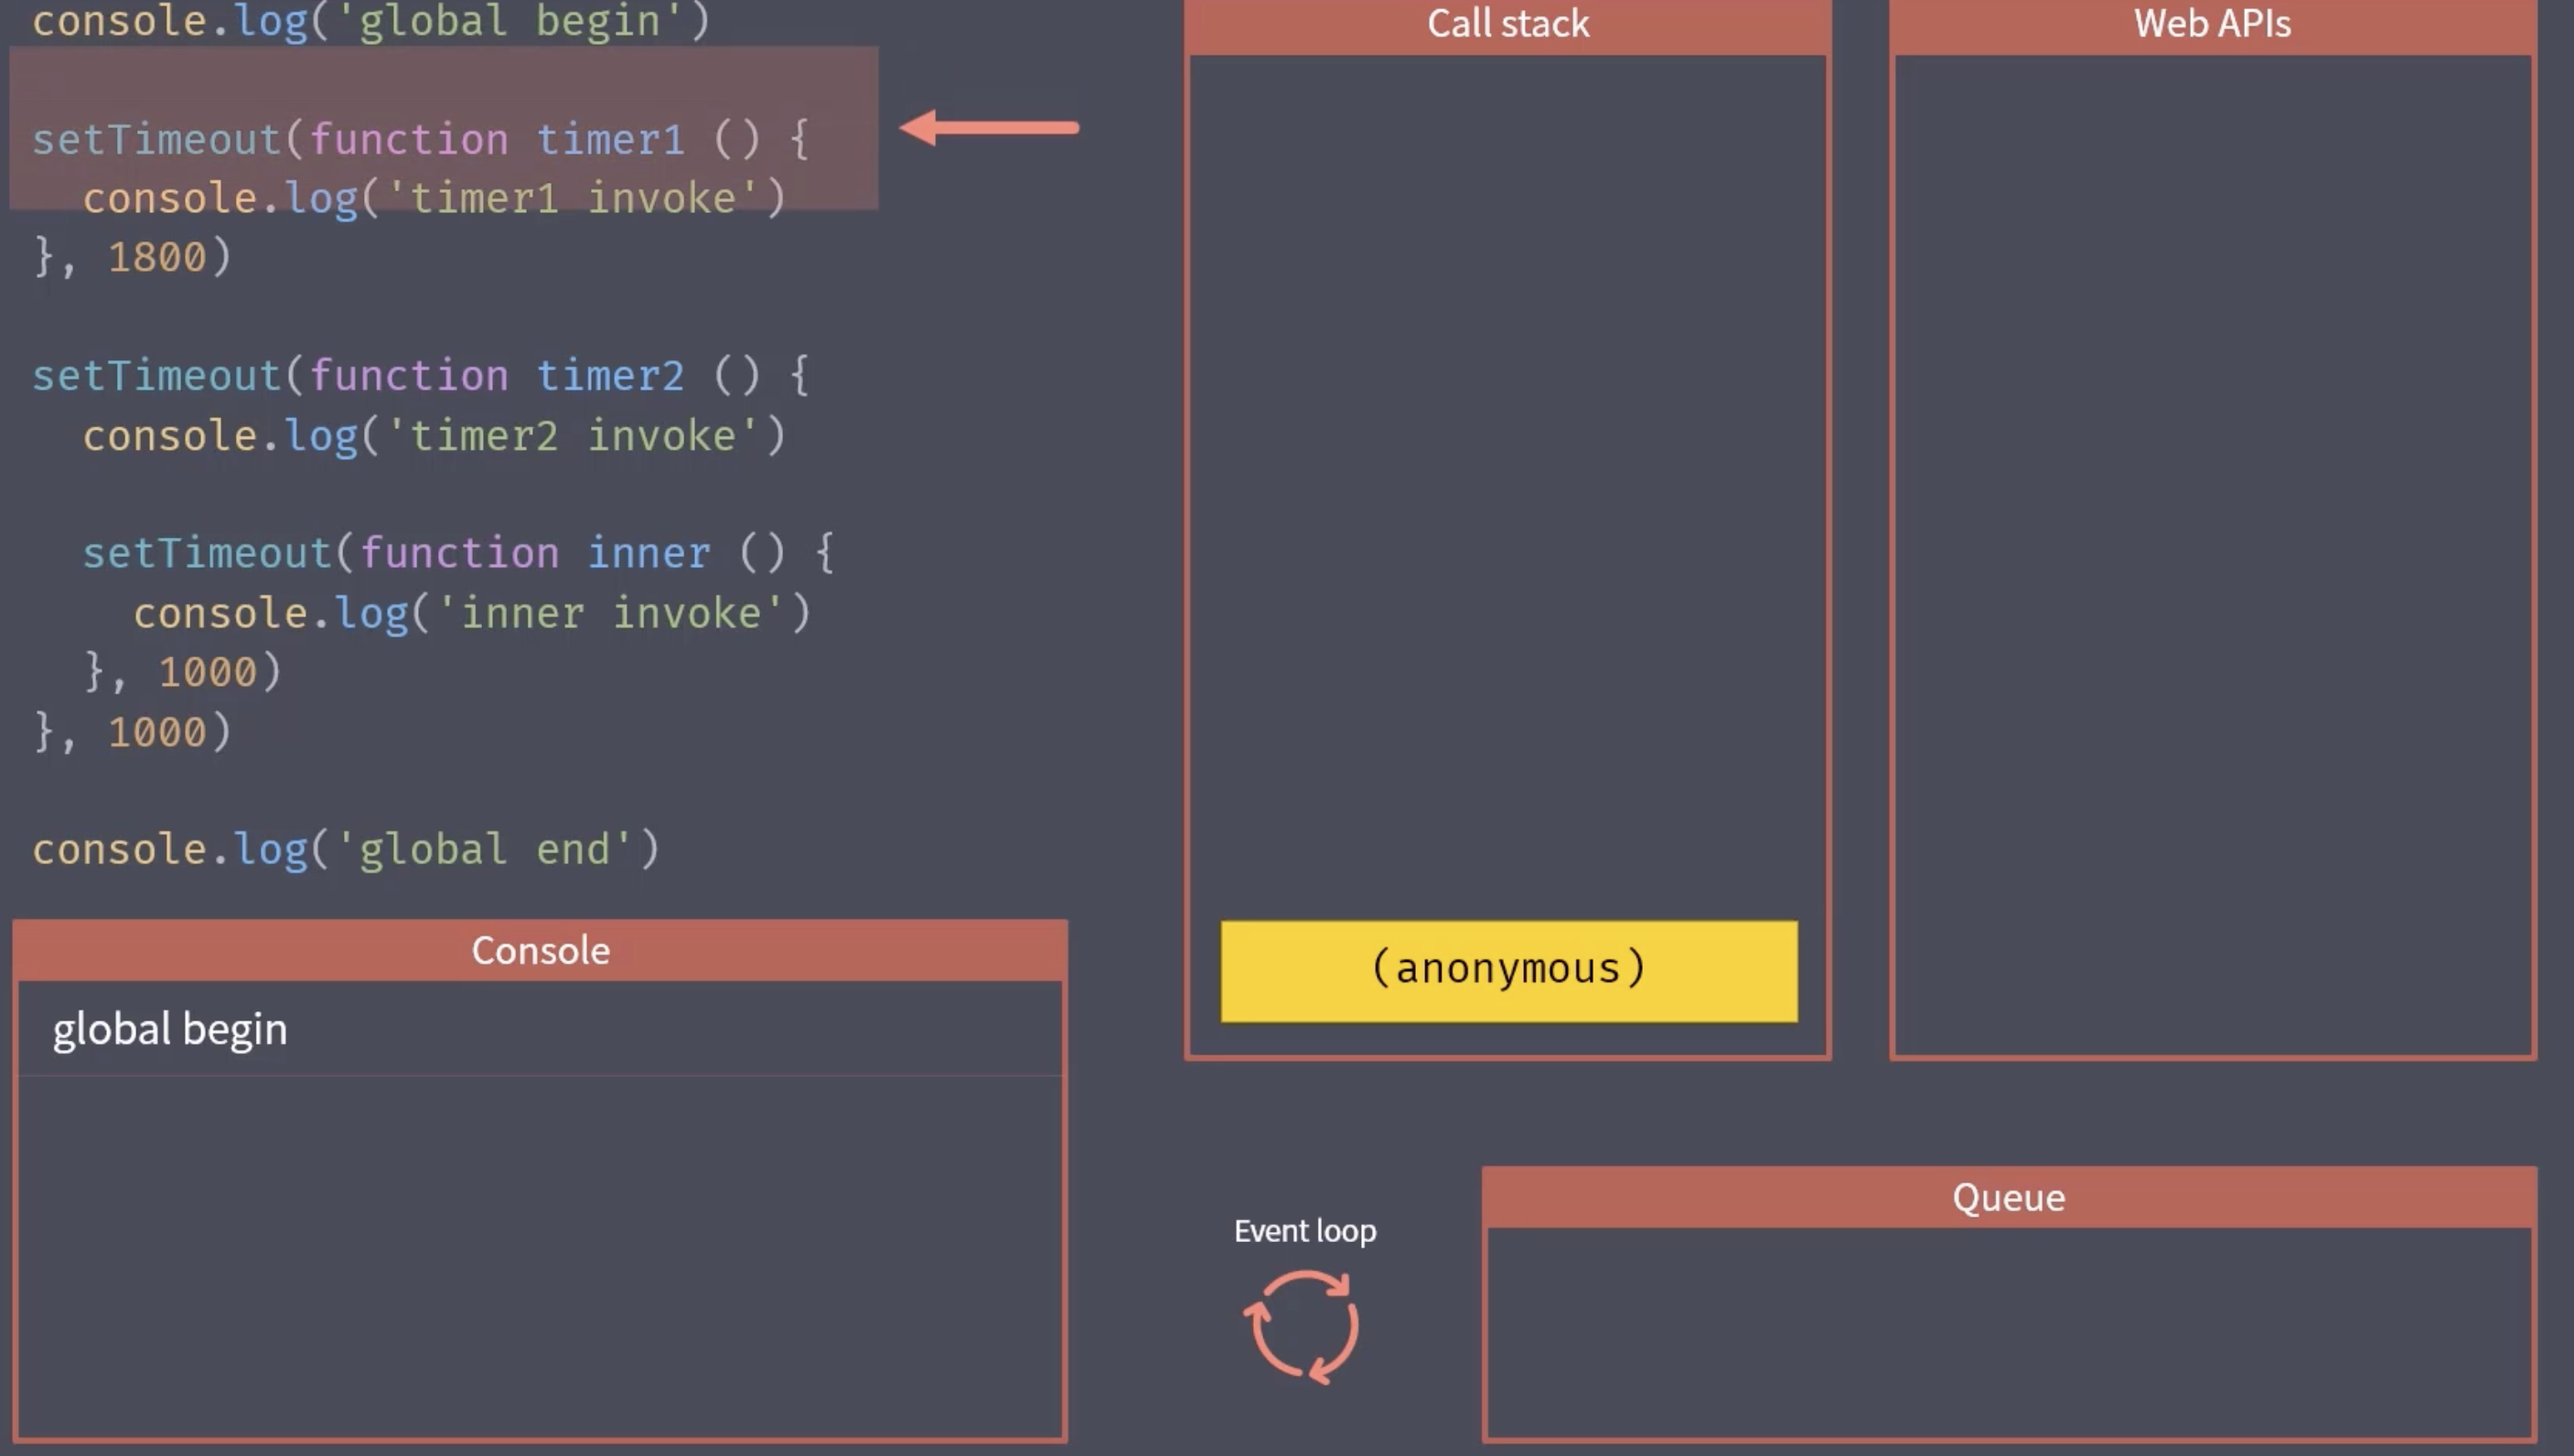 console.log('global begin')
setTimeout(function timer1 () {
  console.log('timer1 invoke')
}, 1800)
setTimeout(function timer2 () {
  console.log('timer2 invoke')
  setTimeout(function inner () {
    console.log('inner invoke')
  }, 1000)
}, 1000)
console.log('global end')
Console
global begin
Call stack
(anonymous)
Web APIs
Event loop
Queue